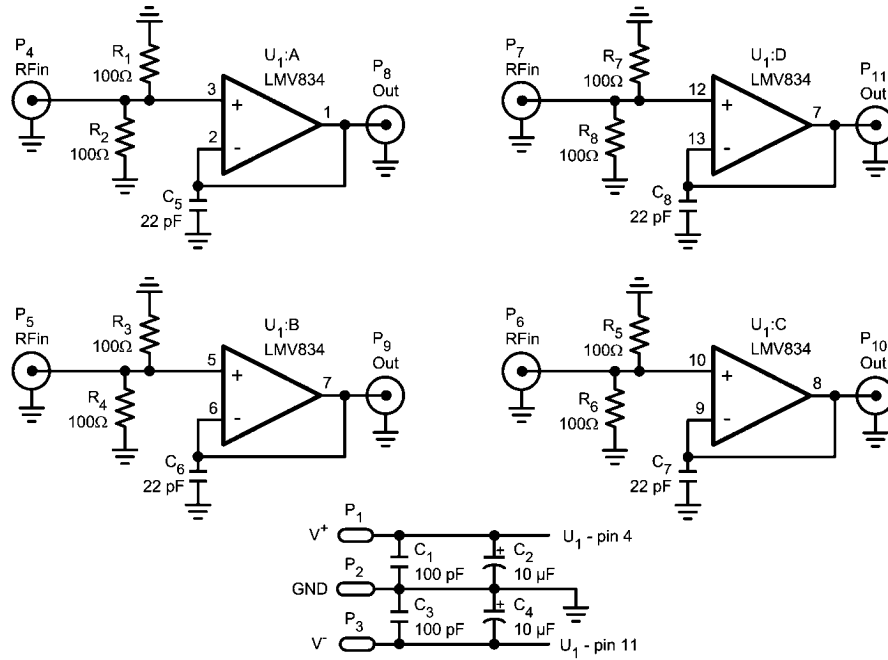 P4
RFin
R1
100Ω
R2
100Ω
3
+
2
-
U1:A
LMV834
1
P8
Out
C5
22 pF
P7
RFin
R7
100Ω
R8
100Ω
12
+
13
-
U1:D
LMV834
7
P11
Out
C8
22 pF
P5
RFin
R3
100Ω
R4
100Ω
5
+
6
-
U1:B
LMV834
7
P9
Out
C6
22 pF
P6
RFin
R5
100Ω
R6
100Ω
10
+
9
-
U1:C
LMV834
8
P10
Out
C7
22 pF
P1
V+
U1 - pin 4
C1
100 pF
+
C2
10 µF
P2
GND
C3
100 pF
+
C4
10 µF
P3
V-
U1 - pin 11